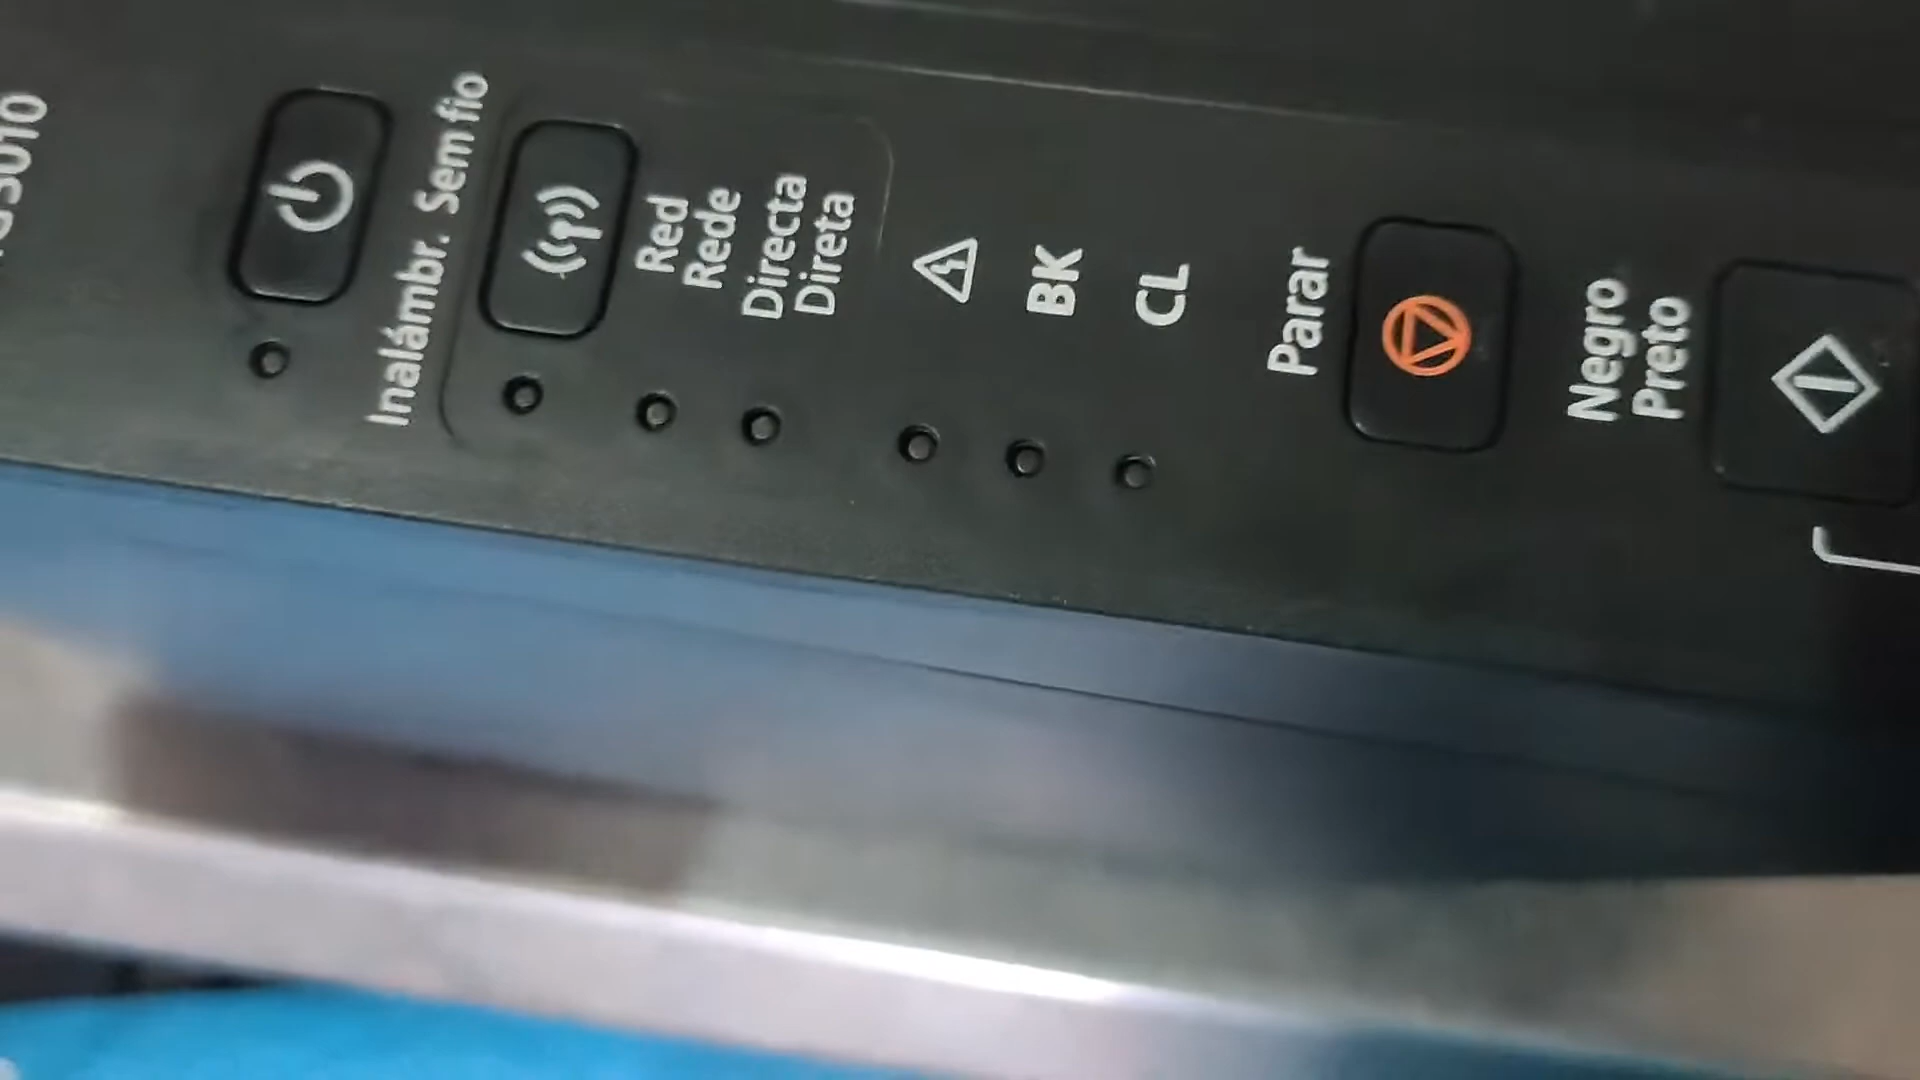 Inalámbr. Sem fio
Red
Rede
Directa
Direta
BK
CL
Parar
Negro
Preto